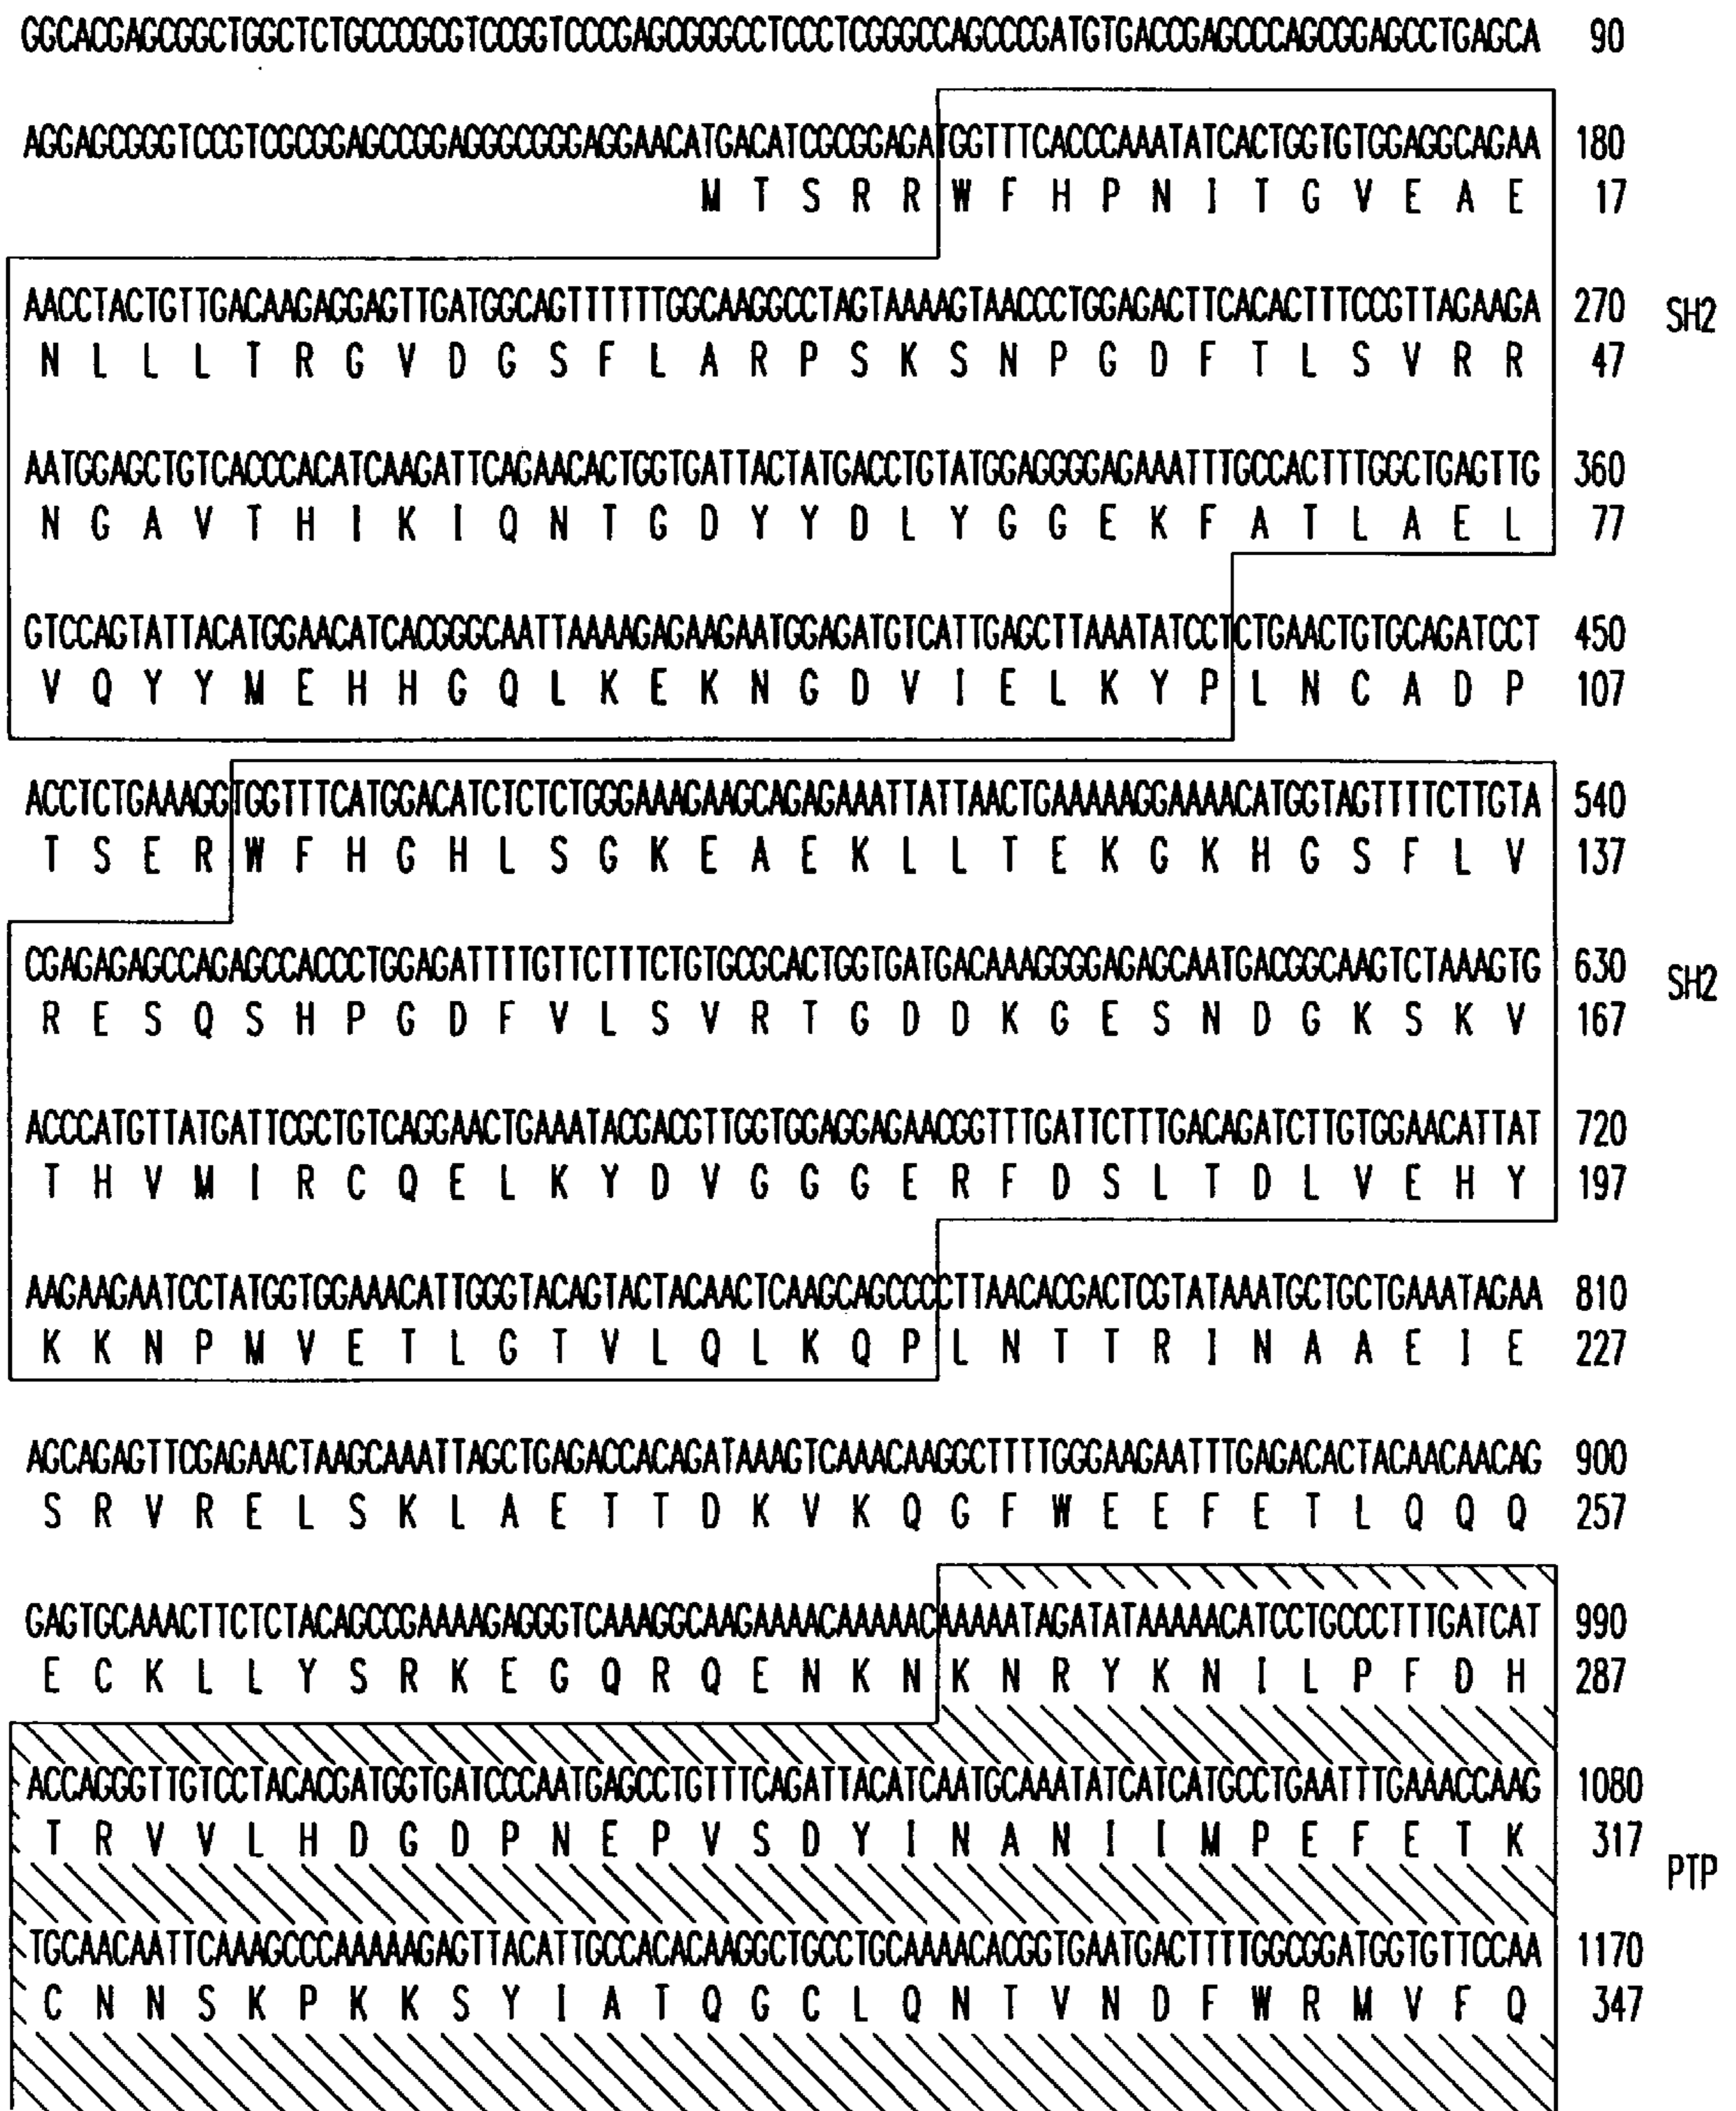 GGCACGAGCGGCTGGCTCTGCCCGCGTCCGGTCCCGAGCGGGCCTCCCTCGGGCCAGCCCGATGTGACCGAGCCCAGCGGAGCCTGAGCA 90
AGGAGCGGGTCCGTCGCGGAGCCGGAGGGCGGGAGGAACATGACATCGCGGAGATGGTTTCACCCAAATATCACTGGTGTGGAGGCAGAA 180
M T S R R W F H P N I T G V E A E 17
AACCTACTGTTGACAAGAGGAGTTGATGGCAGTTTTTTGGCAAGGCCTAGTAAAAGTAACCCTGGAGACTTCACACTTTCCGTTAGAAGA 270 SH2
N L L L T R G V D G S F L A R P S K S N P G D F T L S V R R 47
AATGGAGCTGTCACCCACATCAAGATTCAGAACACTGGTGATTACTATGACCTGTATGGAGGGGAGAAATTTGCCACTTTGGCTGAGTTG 360
N G A V T H I K I Q N T G D Y Y D L Y G G E K F A T L A E L 77
GTCCAGTATTACATGGAACATCACGGGCAATTAAAAGAGAAGAATGGAGATGTCATTGAGCTTAAATATCCTCTGAACTGTGCAGATCCT 450
V Q Y Y M E H H G Q L K E K N G D V I E L K Y P L N C A D P 107
ACCTCTGAAAGGTGGTTTCATGGACATCTCTCTGGGAAAGAAGCAGAGAAATTATTAACTGAAAAAGGAAAACATGGTAGTTTTCTTGTA 540
T S E R W F H G H L S G K E A E K L L T E K G K H G S F L V 137
CGAGAGAGCCAGAGCCACCCTGGAGATTTTGTTCTTTCTGTGCGCACTGGTGATGACAAAGGGGAGAGCAATGACGGCAAGTCTAAAGTG 630 SH2
R E S Q S H P G D F V L S V R T G D D K G E S N D G K S K V 167
ACCCATGTTATGATTCGCTGTCAGGAACTGAAATACGACGTTGGTGGAGGAGAACGGTTTGATTCTTTGACAGATCTTGTGGAACATTAT 720
T H V M I R C Q E L K Y D V G G G E R F D S L T D L V E H Y 197
AAGAAGAATCCTATGGTGGAAACATTGGGTACAGTACTACAACTCAAGCAGCCCCTTAACACGACTCGTATAAATGCTGCTGAAATAGAA 810
K K N P M V E T L G T V L Q L K Q P L N T T R I N A A E I E 227
AGCAGAGTTCGAGAACTAAGCAAATTAGCTGAGACCACAGATAAAGTCAAACAAGGCTTTTGGGAAGAATTTGAGACACTACAACAACAG 900
S R V R E L S K L A E T T D K V K Q G F W E E F E T L Q Q Q 257
GAGTGCAAACTTCTCTACAGCCGAAAAGAGGGTCAAAGGCAAGAAAACAAAAACAAAAATAGATATAAAAACATCCTGCCCTTTGATCAT 990
E C K L L Y S R K E G Q R Q E N K N K N R Y K N I L P F D H 287
ACCAGGGTTGTCCTACACGATGGTGATCCCAATGAGCCTGTTTCAGATTACATCAATGCAAATATCATCATGCCTGAATTTGAAACCAAG 1080
T R V V L H D G D P N E P V S D Y I N A N I I M P E F E T K 317
PTP
TGCAACAATTCAAAGCCCAAAAAGAGTTACATTGCCACACAAGGCTGCCTGCAAAACACGGTGAATGACTTTTGGCGGATGGTGTTCCAA 1170
C N N S K P K K S Y I A T Q G C L Q N T V N D F W R M V F Q 347